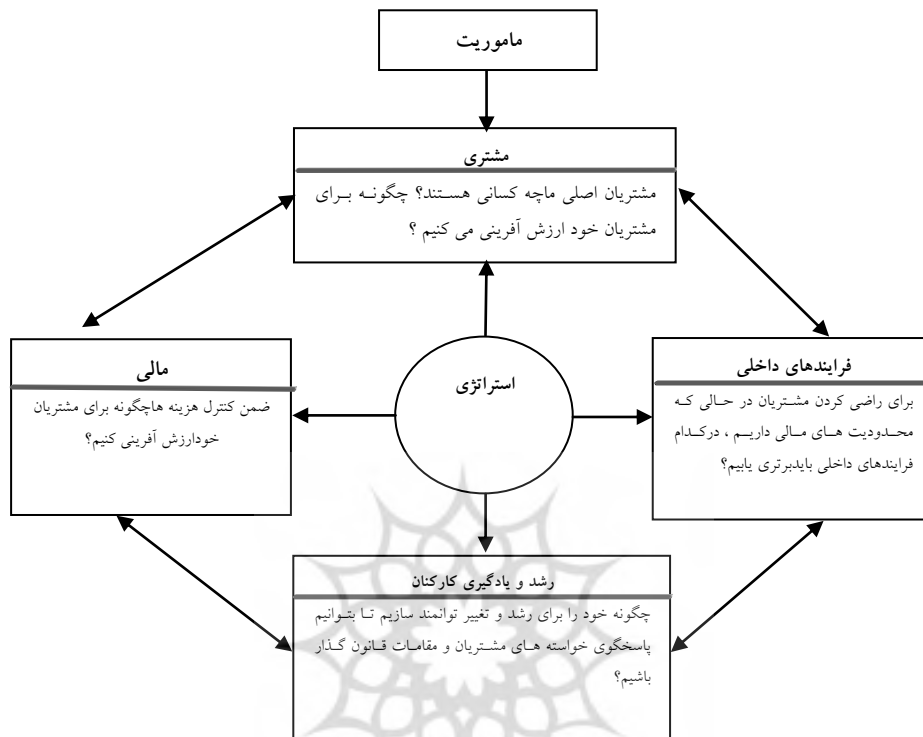 ماموریت
مشتری
مشتریان اصلی ماچه کسانی هستند؟ چگونه برای
مشتریان خود ارزش آفرینی می کنیم ؟
مالی
ضمن کنترل هزینه هاچگونه برای مشتریان
خودارزش آفرینی کنیم؟
استراتژی
فرایندهای داخلی
برای راضی کردن مشتریان در حالی که
محدودیت های مالی داریم ، درکدام
فرایندهای داخلی بایدبرتری یابیم؟
رشد و یادگیری کارکنان
چگونه خود را برای رشد و تغییر توانمند سازیم تا بتوانیم
پاسخگوی خواسته های مشتریان و مقامات قانون گذار
باشیم؟